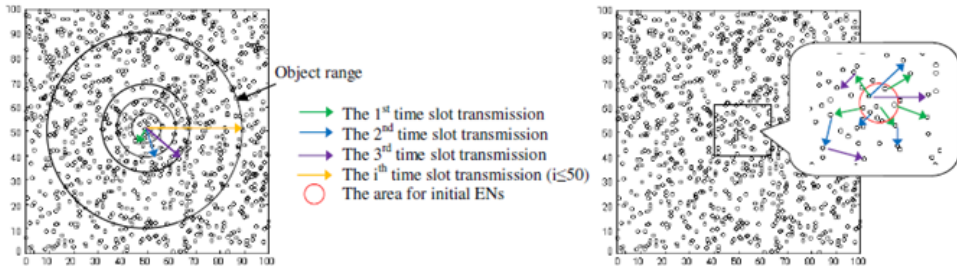 100
90
80
70
60
50
40
30
20
10
0
0 10 20 30 40 50 60 70 80 90 100
Object range
The 1st time slot transmission
The 2nd time slot transmission
The 3rd time slot transmission
The ith time slot transmission (i≤50)
The area for initial ENs
100
90
80
70
60
50
40
30
20
10
0
0 10 20 30 40 50 60 70 80 90 100